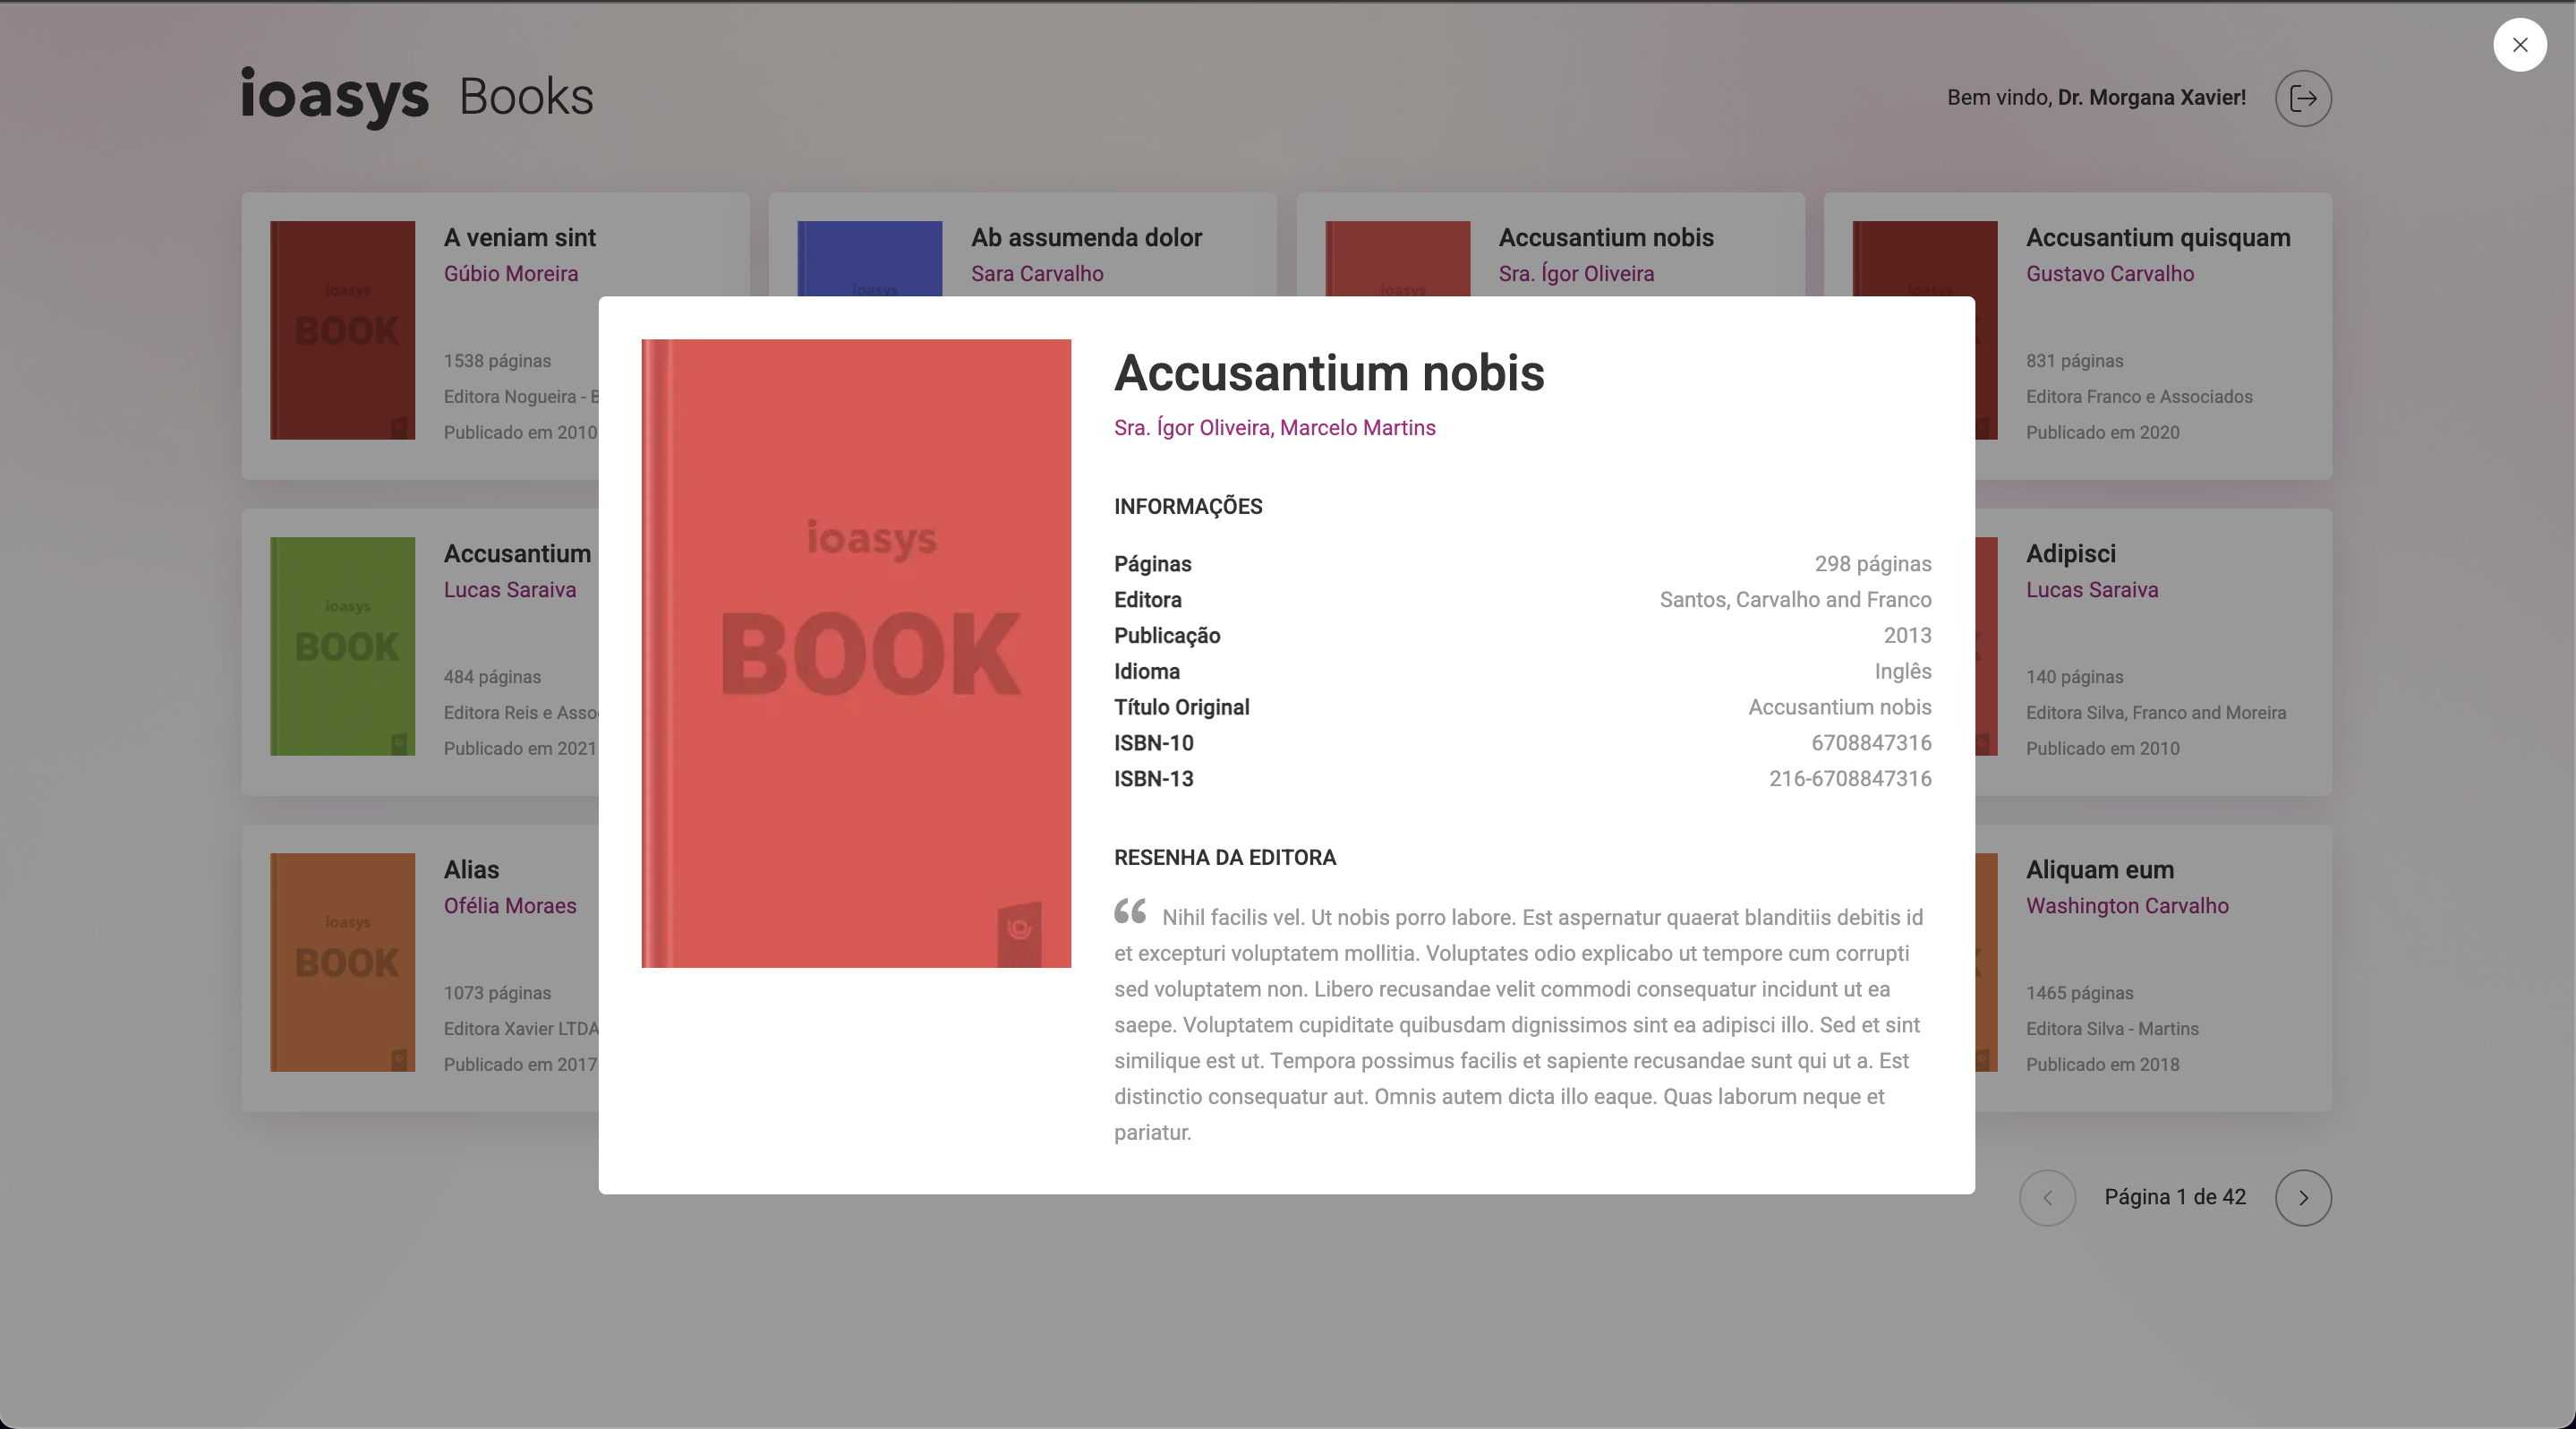 ioasys Books
Bem vindo, Dr. Morgana Xavier!
A veniam sint
Gúbio Moreira
ioasys
BOOK
1538 páginas
Editora Nogueira - B
Publicado em 2010
Ab assumenda dolor
Sara Carvalho
ioasys
Accusantium nobis
Sra. Ígor Oliveira
ioasys
Accusantium quisquam
Gustavo Carvalho
ioasys
831 páginas
Editora Franco e Associados
Publicado em 2020
Accusantium
Lucas Saraiva
ioasys
BOOK
484 páginas
Editora Reis e Asso
Publicado em 2021
Adipisci
Lucas Saraiva
140 páginas
Editora Silva, Franco and Moreira
Publicado em 2010
Alias
Ofélia Moraes
ioasys
BOOK
1073 páginas
Editora Xavier LTDA
Publicado em 2017
Aliquam eum
Washington Carvalho
1465 páginas
Editora Silva - Martins
Publicado em 2018
ioasys
BOOK
Accusantium nobis
Sra. Ígor Oliveira, Marcelo Martins
INFORMAÇÕES
Páginas 298 páginas
Editora Santos, Carvalho and Franco
Publicação 2013
Idioma Inglês
Título Original Accusantium nobis
ISBN-10 6708847316
ISBN-13 216-6708847316
RESENHA DA EDITORA
“ Nihil facilis vel. Ut nobis porro labore. Est aspernatur quaerat blanditiis debitis id
et excepturi voluptatem mollitia. Voluptates odio explicabo ut tempore cum corrupti
sed voluptatem non. Libero recusandae velit commodi consequatur incidunt ut ea
saepe. Voluptatem cupiditate quibusdam dignissimos sint ea adipisci illo. Sed et sint
similique est ut. Tempora possimus facilis et sapiente recusandae sunt qui ut a. Est
distinctio consequatur aut. Omnis autem dicta illo eaque. Quas laborum neque et
pariatur.
Página 1 de 42